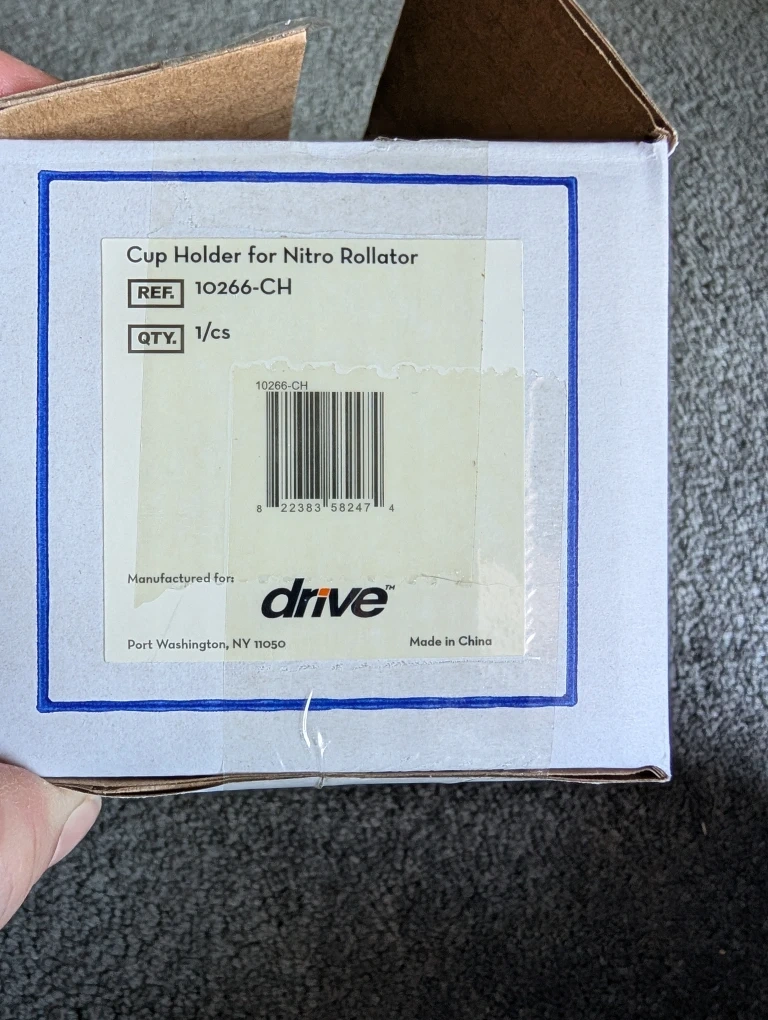 Cup Holder for Nitro Rollator
REF. 10266-CH
QTY. 1/cs
10266-CH
8 22383 58247 4
Manufactured for:
drive™
Port Washington, NY 11050 Made in China